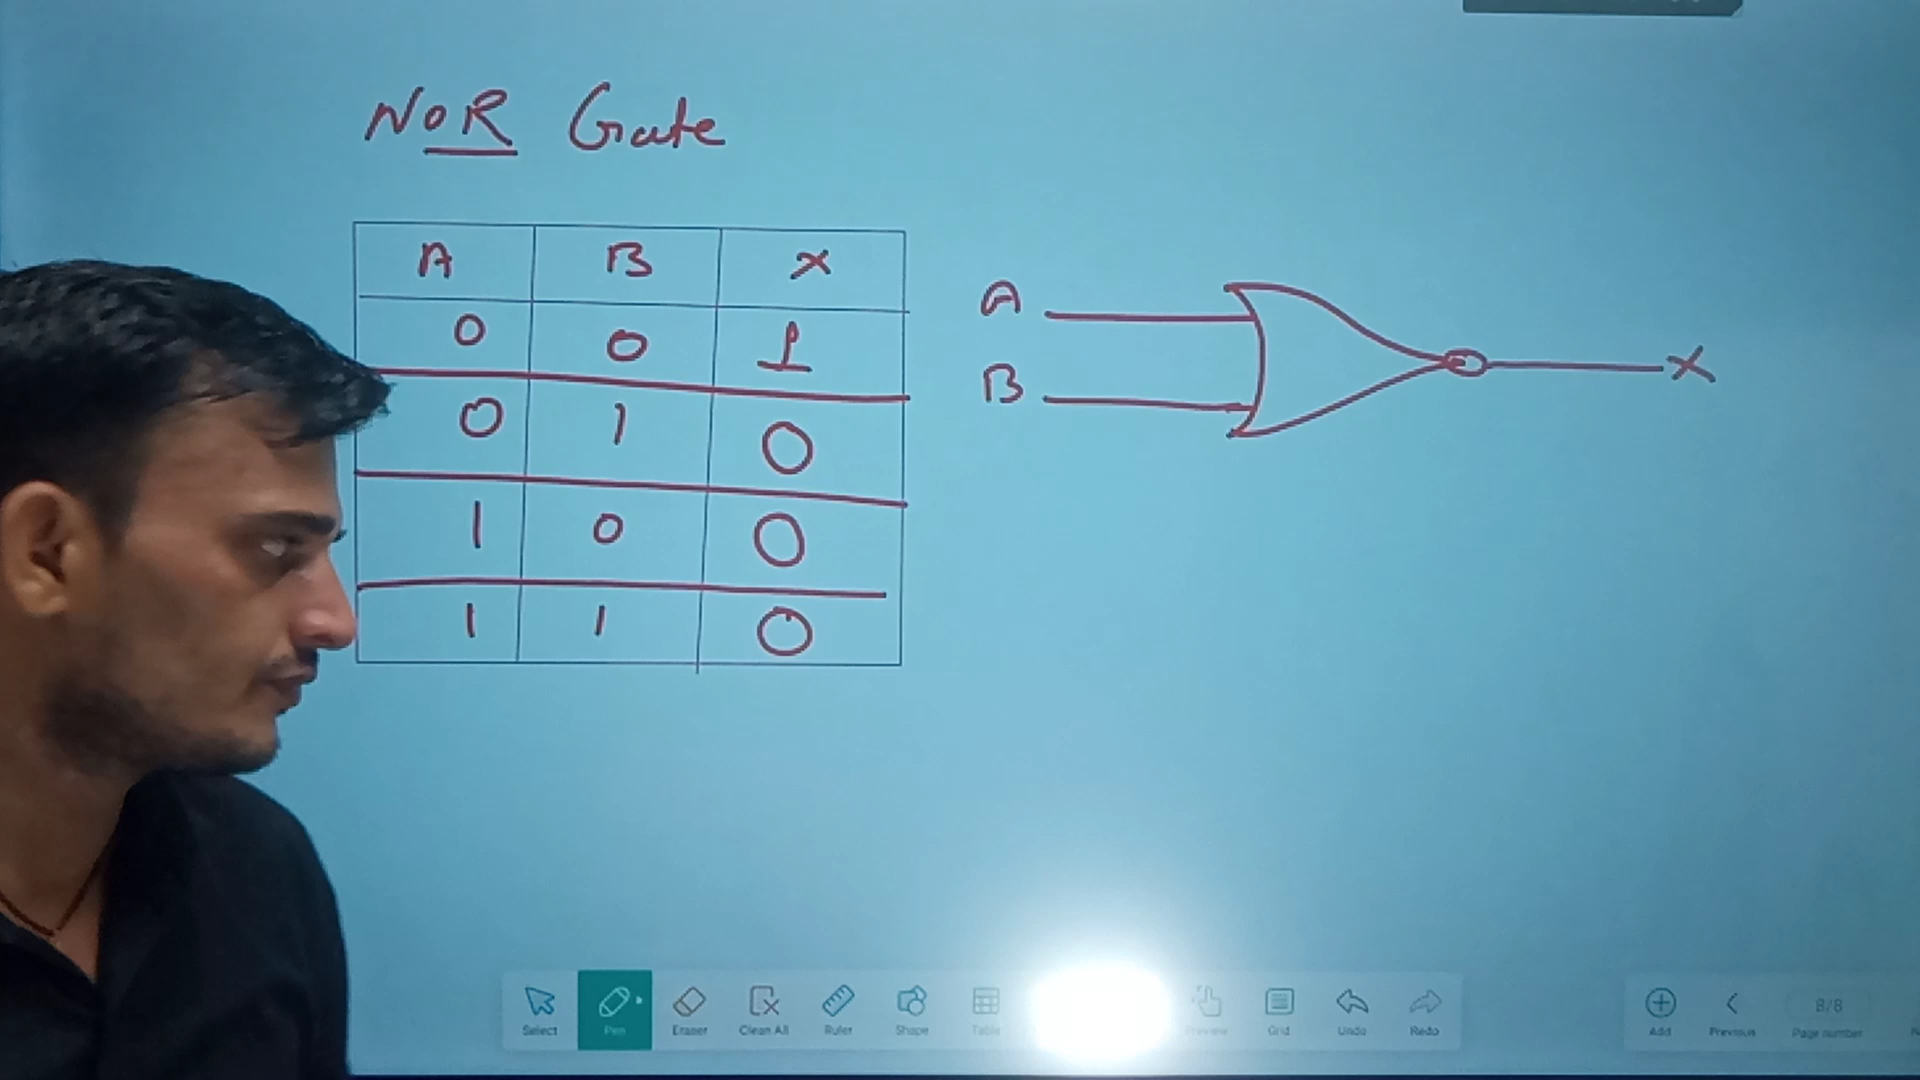 NOR Gate
A B X
0 0 1
0 1 0
1 0 0
1 1 0
A
B
X
Select Pen Eraser Clean All Ruler Shape Table Preview Grid Undo Redo Add Previous 8/8 Page number